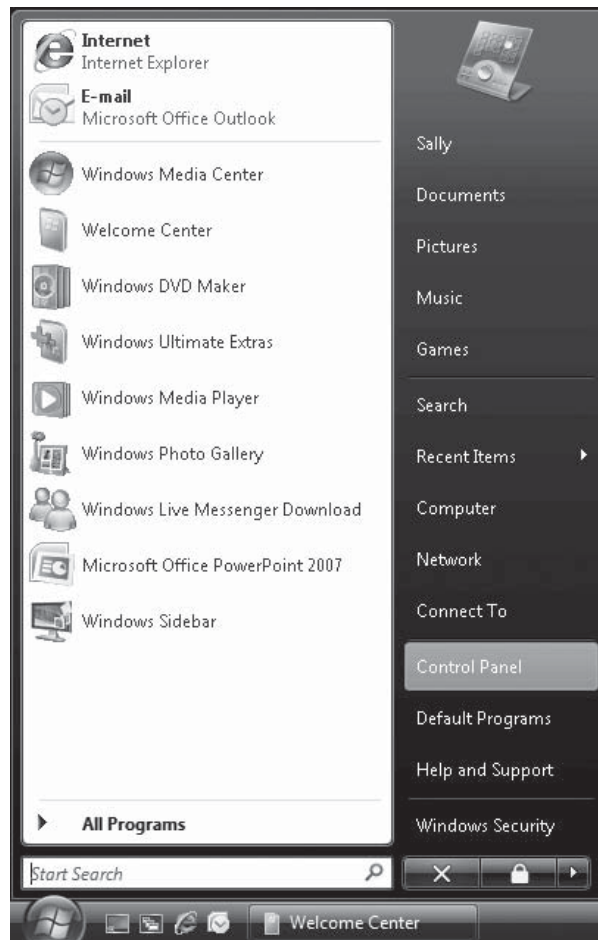 Internet
Internet Explorer
E-mail
Microsoft Office Outlook
Windows Media Center
Welcome Center
Windows DVD Maker
Windows Ultimate Extras
Windows Media Player
Windows Photo Gallery
Windows Live Messenger Download
Microsoft Office PowerPoint 2007
Windows Sidebar
All Programs
Start Search
Sally
Documents
Pictures
Music
Games
Search
Recent Items
Computer
Network
Connect To
Control Panel
Default Programs
Help and Support
Windows Security
Welcome Center